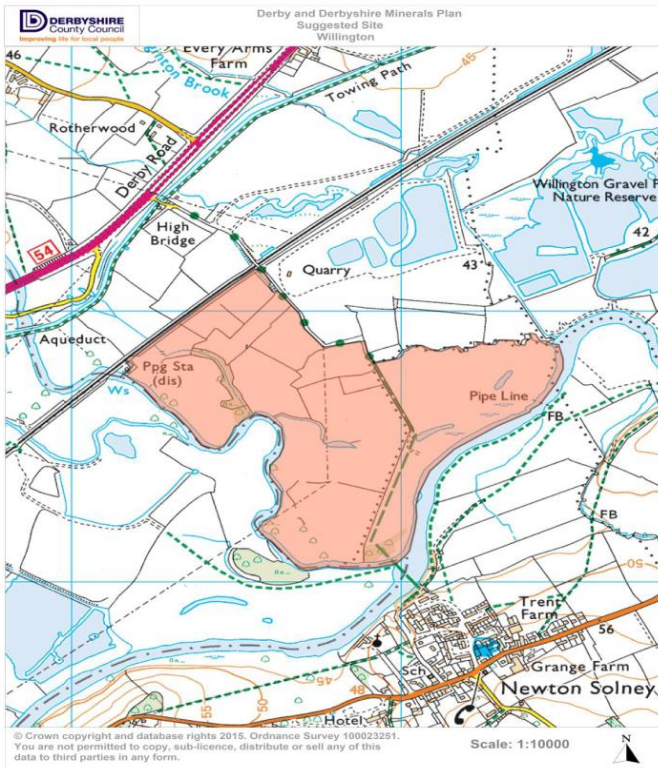 DERBYSHIRE
County Council
Improving life for local people
Derby and Derbyshire Minerals Plan
Suggested Site
Willington
46
Every Arms
Farm
Brook
Towing Path
45
Rotherwood
Derby Road
Willington Gravel P
Nature Reserve
High
Bridge
54
42
Quarry
43
Aqueduct
Ppg Sta
(dis)
Ws
Pipe Line
FB
FB
50
Trent
Farm
56
Sch
Grange Farm
45
48
50
55
Newton Solney
Hotel
© Crown copyright and database rights 2015. Ordnance Survey 100023251.
You are not permitted to copy, sub-licence, distribute or sell any of this
data to third parties in any form.
Scale: 1:10000
N